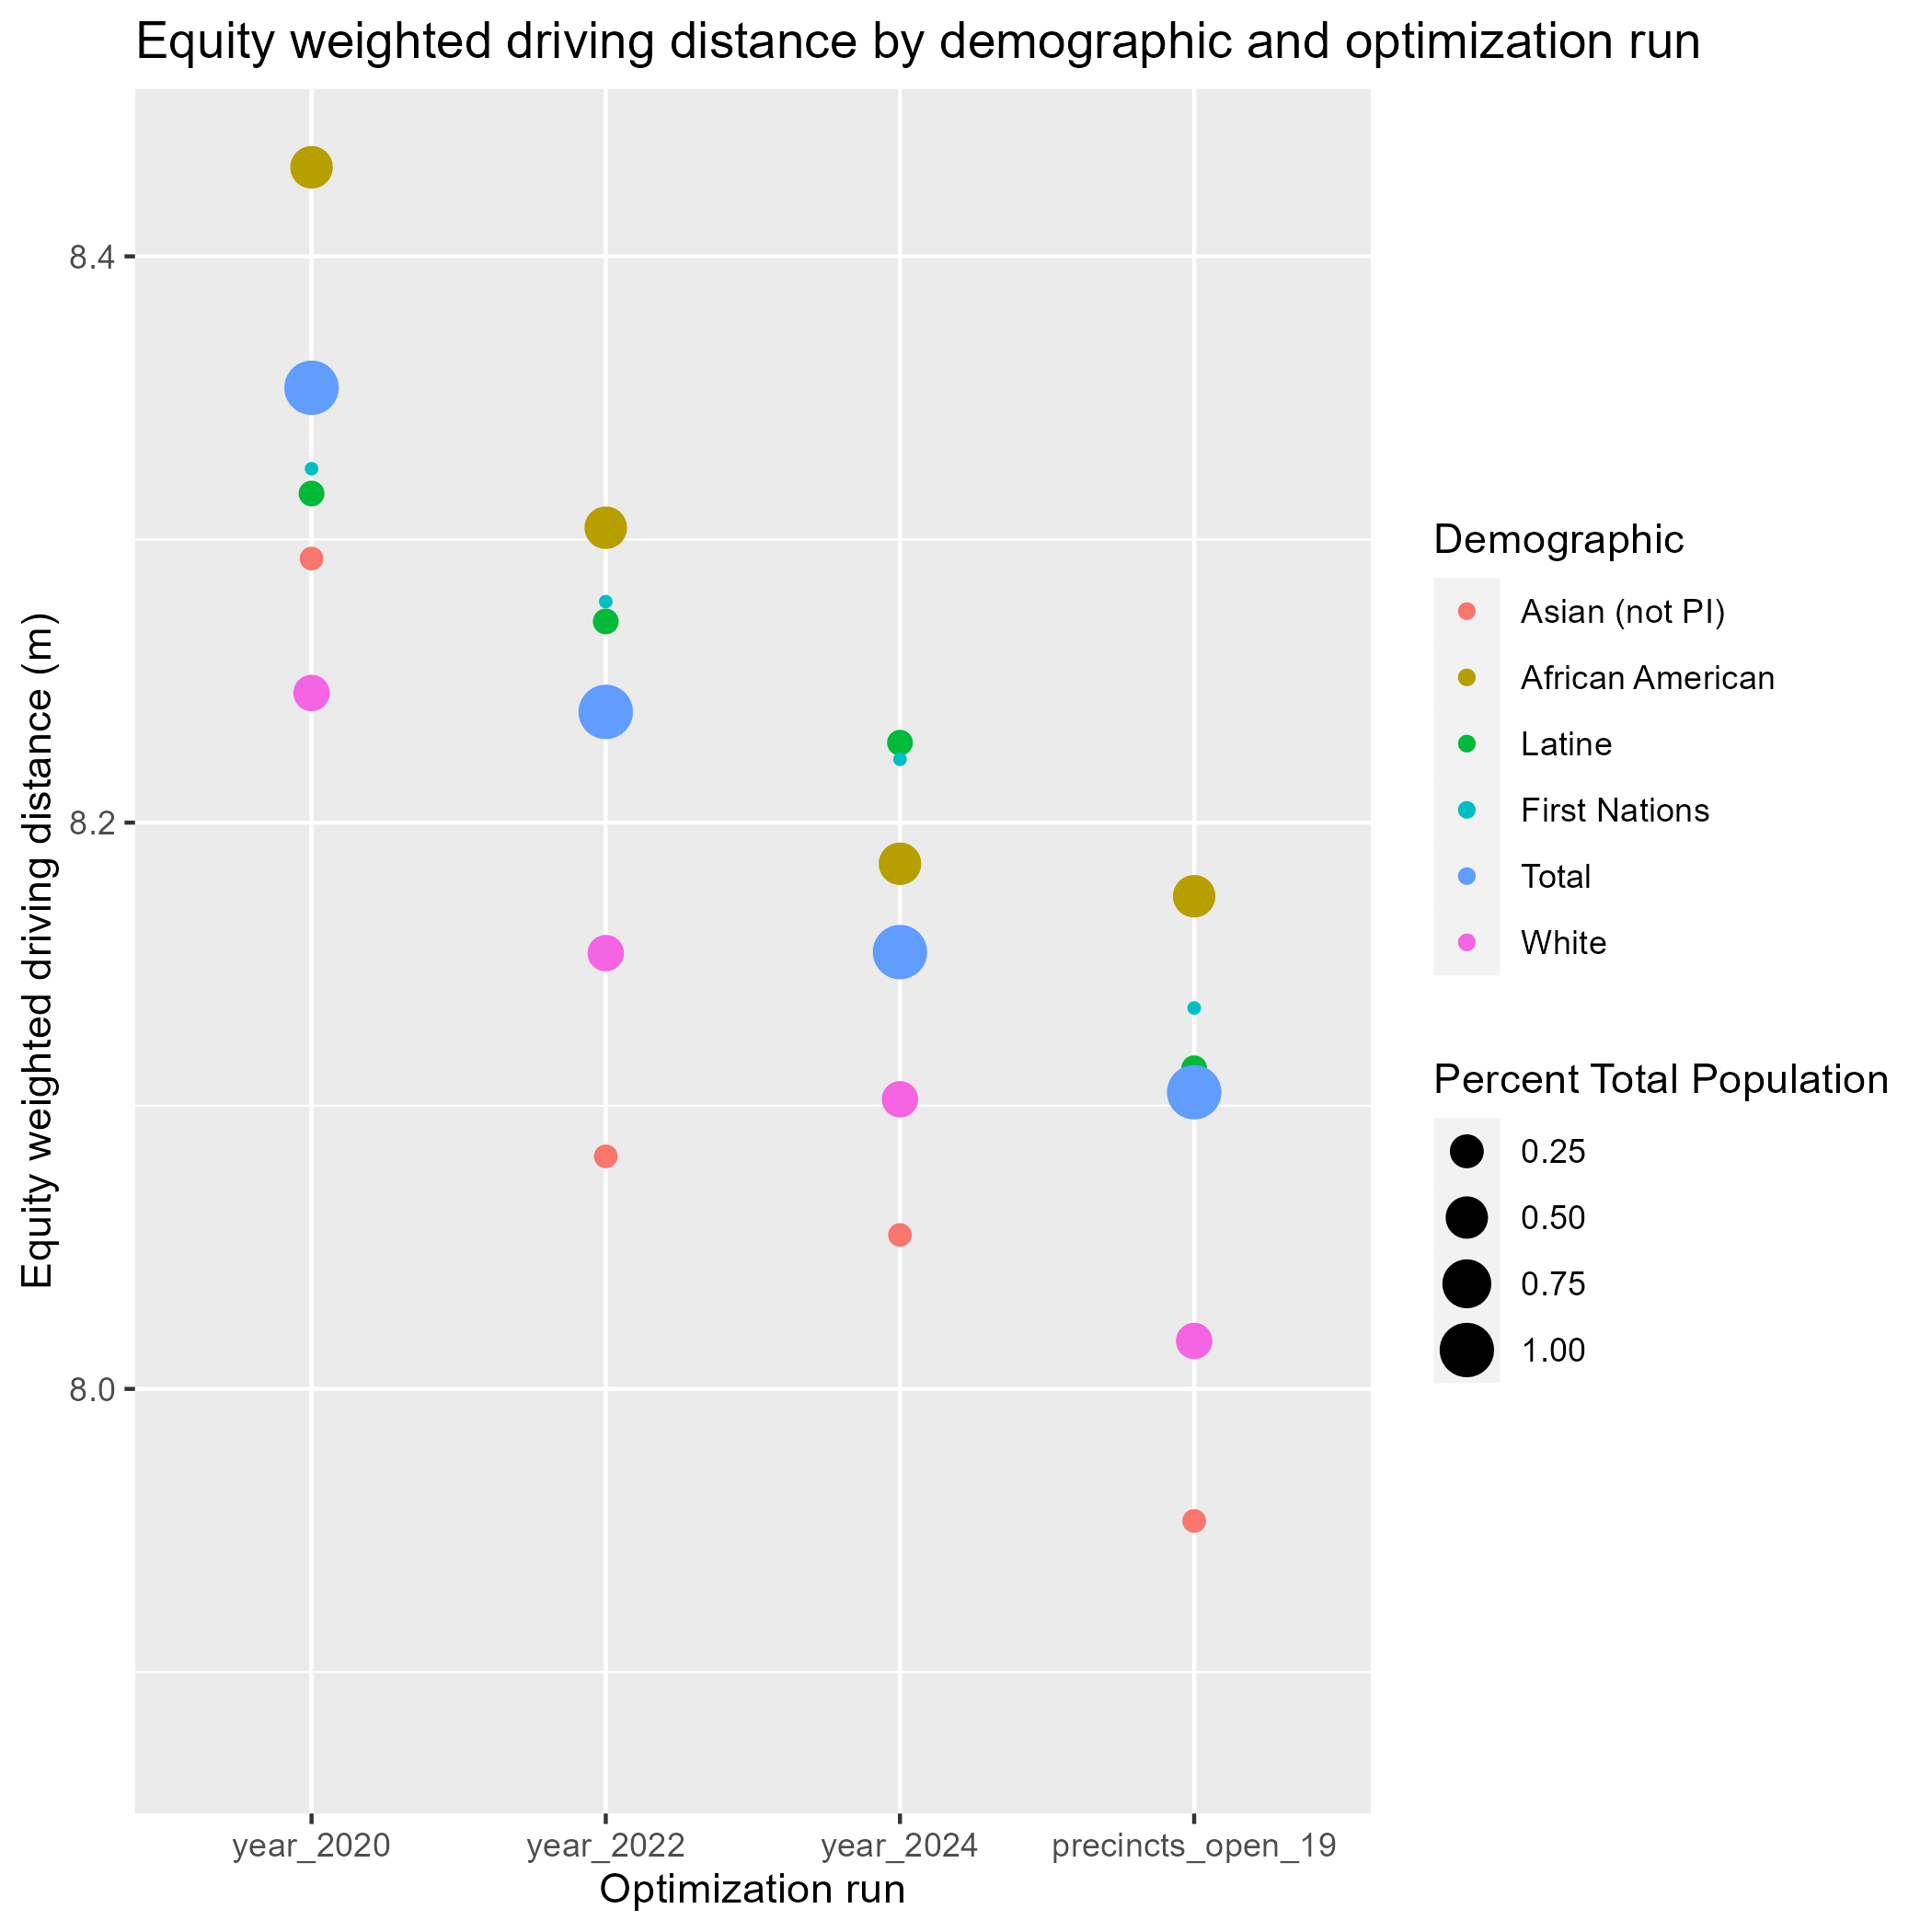 Equity weighted driving distance by demographic and optimization run
Equity weighted driving distance (m)
8.4
8.2
8.0
year_2020
year_2022
year_2024
precincts_open_19
Optimization run
Demographic
Asian (not PI)
African American
Latine
First Nations
Total
White
Percent Total Population
0.25
0.50
0.75
1.00